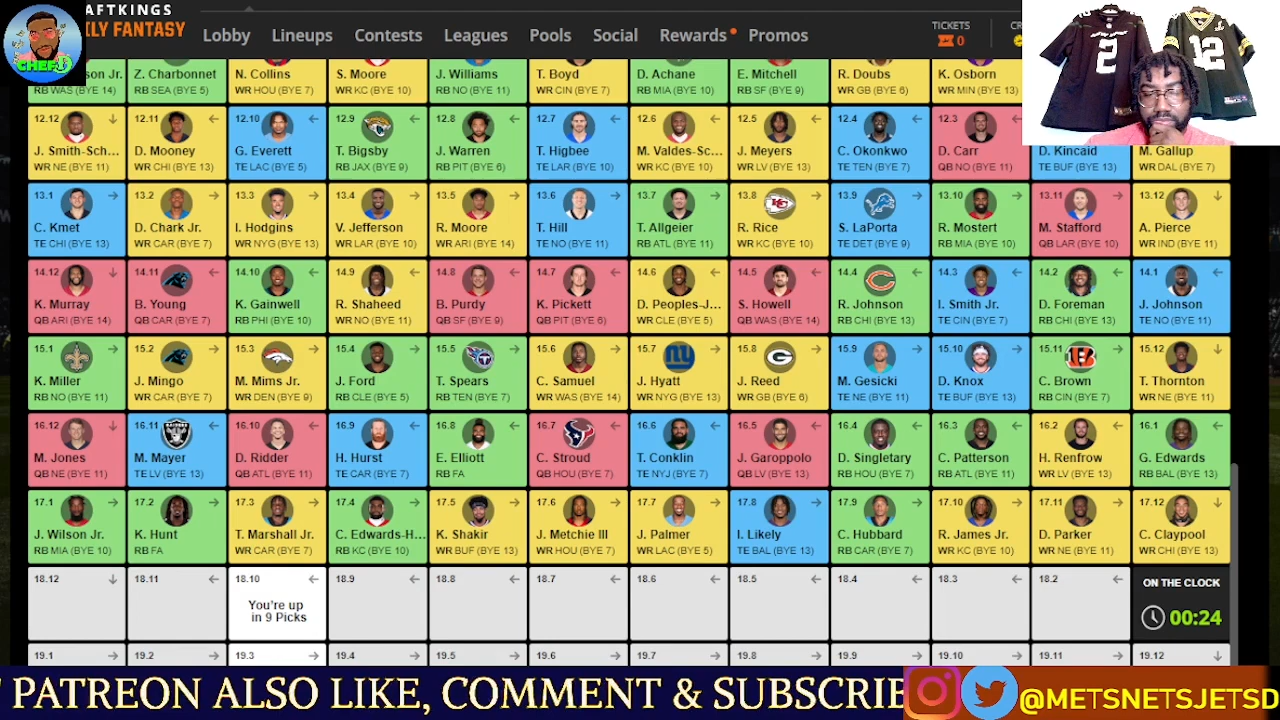 AFTKINGS
KLY FANTASY
CHEF
Lobby Lineups Contests Leagues Pools Social Rewards Promos
TICKETS
0
CR
2
12
son Jr. Z. Charbonnet N. Collins S. Moore J. Williams T. Boyd D. Achane E. Mitchell R. Doubs K. Osborn
RB WAS (BYE 14) RB SEA (BYE 5) WR HOU (BYE 7) WR KC (BYE 10) RB NO (BYE 11) WR CIN (BYE 7) RB MIA (BYE 10) RB SF (BYE 9) WR GB (BYE 6) WR MIN (BYE 13)
12.12 12.11 12.10 12.9 12.8 12.7 12.6 12.5 12.4 12.3
J. Smith-Sch... D. Mooney G. Everett T. Bigsby J. Warren T. Higbee M. Valdes-Sc... J. Meyers C. Okonkwo D. Carr D. Kincaid M. Gallup
WR NE (BYE 11) WR CHI (BYE 13) TE LAC (BYE 5) RB JAX (BYE 9) RB PIT (BYE 6) TE LAR (BYE 10) WR KC (BYE 10) WR LV (BYE 13) TE TEN (BYE 7) QB NO (BYE 11) TE BUF (BYE 13) WR DAL (BYE 7)
13.1 13.2 13.3 13.4 13.5 13.6 13.7 13.8 13.9 13.10 13.11 13.12
C. Kmet D. Chark Jr. I. Hodgins V. Jefferson R. Moore T. Hill T. Allgeier R. Rice S. LaPorta R. Mostert M. Stafford A. Pierce
TE CHI (BYE 13) WR CAR (BYE 7) WR NYG (BYE 13) WR LAR (BYE 10) WR ARI (BYE 14) TE NO (BYE 11) RB ATL (BYE 11) WR KC (BYE 10) TE DET (BYE 9) RB MIA (BYE 10) QB LAR (BYE 10) WR IND (BYE 11)
14.12 14.11 14.10 14.9 14.8 14.7 14.6 14.5 14.4 14.3 14.2 14.1
K. Murray B. Young K. Gainwell R. Shaheed B. Purdy K. Pickett D. Peoples-J... S. Howell R. Johnson I. Smith Jr. D. Foreman J. Johnson
QB ARI (BYE 14) QB CAR (BYE 7) RB PHI (BYE 10) WR NO (BYE 11) QB SF (BYE 9) QB PIT (BYE 6) WR CLE (BYE 5) QB WAS (BYE 14) RB CHI (BYE 13) TE CIN (BYE 7) RB CHI (BYE 13) TE NO (BYE 11)
15.1 15.2 15.3 15.4 15.5 15.6 15.7 15.8 15.9 15.10 15.11 15.12
K. Miller J. Mingo M. Mims Jr. J. Ford T. Spears C. Samuel J. Hyatt J. Reed M. Gesicki D. Knox C. Brown T. Thornton
RB NO (BYE 11) WR CAR (BYE 7) WR DEN (BYE 9) RB CLE (BYE 5) RB TEN (BYE 7) WR WAS (BYE 14) WR NYG (BYE 13) WR GB (BYE 6) TE NE (BYE 11) TE BUF (BYE 13) RB CIN (BYE 7) WR NE (BYE 11)
16.12 16.11 16.10 16.9 16.8 16.7 16.6 16.5 16.4 16.3 16.2 16.1
M. Jones M. Mayer D. Ridder H. Hurst E. Elliott C. Stroud T. Conklin J. Garoppolo D. Singletary C. Patterson H. Renfrow G. Edwards
QB NE (BYE 11) TE LV (BYE 13) QB ATL (BYE 11) TE CAR (BYE 7) RB FA QB HOU (BYE 7) TE NYJ (BYE 7) QB LV (BYE 13) RB HOU (BYE 7) RB ATL (BYE 11) WR LV (BYE 13) RB BAL (BYE 13)
17.1 17.2 17.3 17.4 17.5 17.6 17.7 17.8 17.9 17.10 17.11 17.12
J. Wilson Jr. K. Hunt T. Marshall Jr. C. Edwards-H... K. Shakir J. Metchie III J. Palmer I. Likely C. Hubbard R. James Jr. D. Parker C. Claypool
RB MIA (BYE 10) RB FA WR CAR (BYE 7) RB KC (BYE 10) WR BUF (BYE 13) WR HOU (BYE 7) WR LAC (BYE 5) TE BAL (BYE 13) RB CAR (BYE 7) WR KC (BYE 10) WR NE (BYE 11) WR CHI (BYE 13)
18.12 18.11 18.10 18.9 18.8 18.7 18.6 18.5 18.4 18.3 18.2 ON THE CLOCK
You're up
in 9 Picks
00:24
19.1 19.2 19.3 19.4 19.5 19.6 19.7 19.8 19.9 19.10 19.11 19.12
PATREON ALSO LIKE, COMMENT & SUBSCRIBE
@METSNETSJETSD